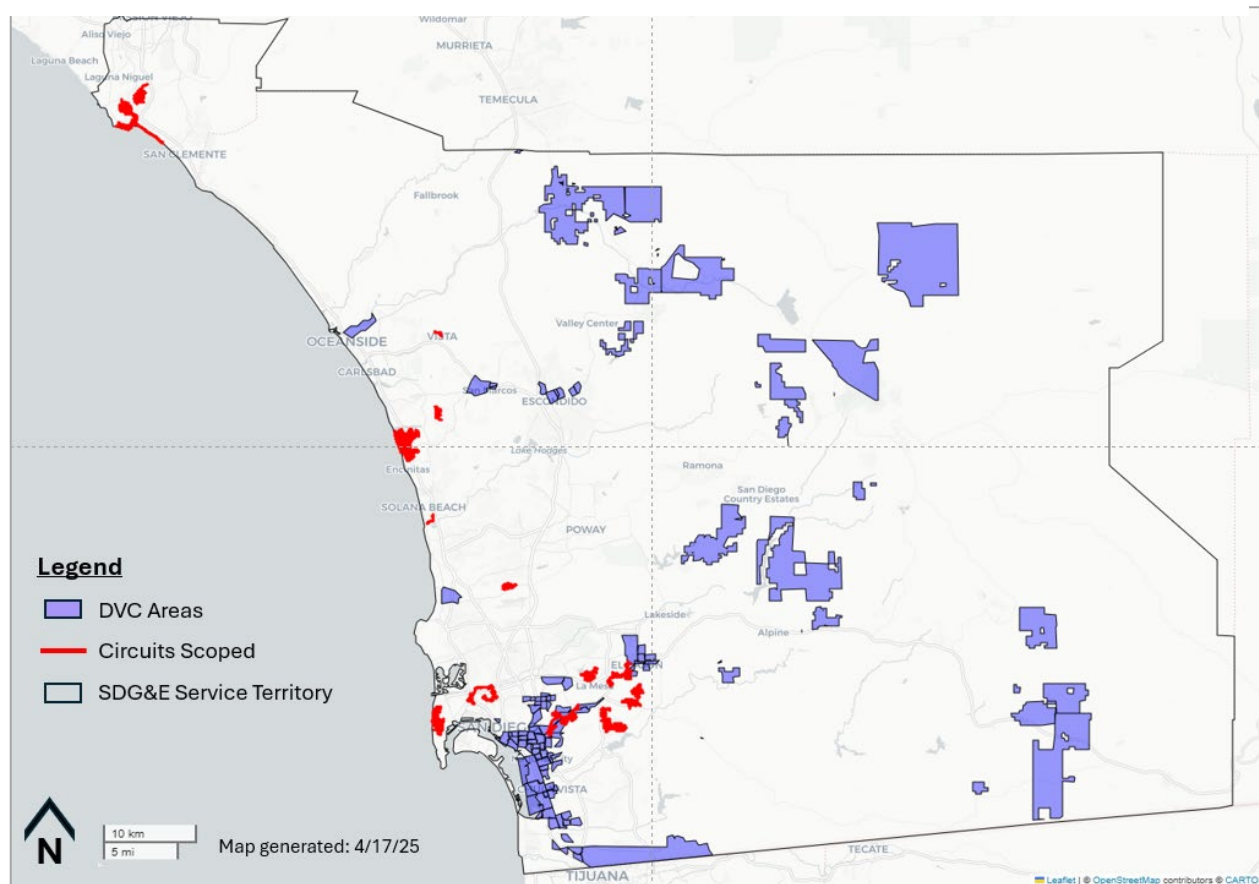 Wildomar
Aliso Viejo
MURRIETA
Laguna Beach
Laguna Niguel
TEMECULA
SAN CLEMENTE
Fallbrook
Valley Center
OCEANSIDE
VISTA
CARLSBAD
San Marcos
ESCONDIDO
Lake Hodges
Encinitas
Ramona
San Diego
Country Estates
SOLANA BEACH
POWAY
Legend
DVC Areas
Circuits Scoped
SDG&E Service Territory
Lakeside
Alpine
La Mesa
SAN DIEGO
TECATE
TIJUANA
N
10 km
5 mi
Map generated: 4/17/25
Leaflet | © OpenStreetMap contributors © CARTO